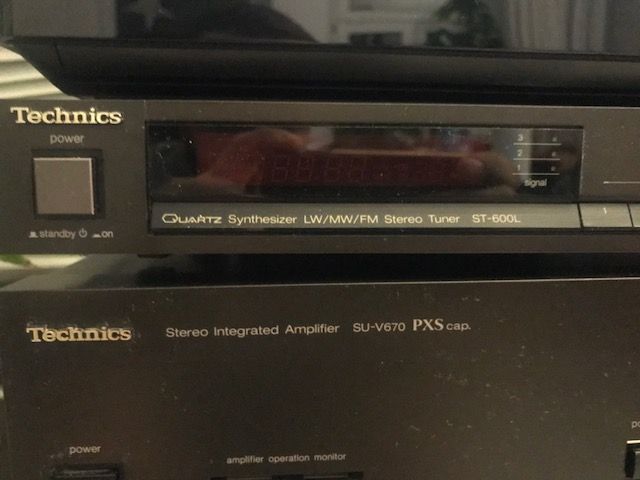 Technics
power
standby on
3
2
1
signal
QUARTZ Synthesizer LW/MW/FM Stereo Tuner ST-600L
1
Technics
Stereo Integrated Amplifier SU-V670 PXS cap.
power
amplifier operation monitor